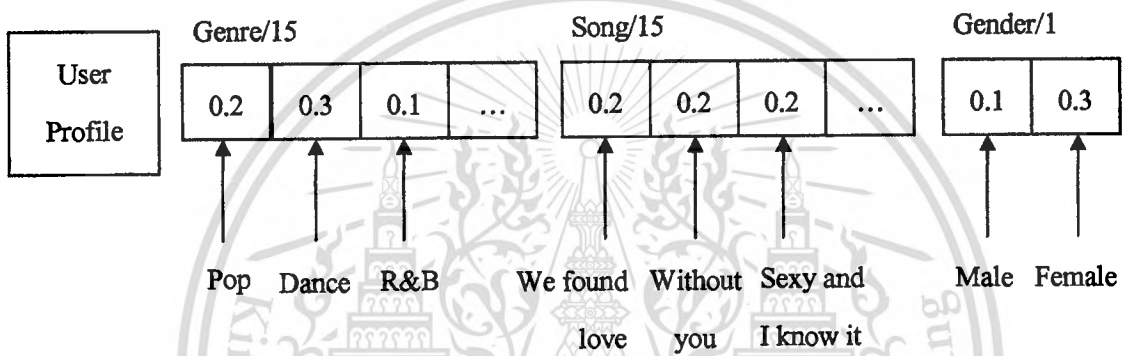 Genre/15 Song/15 Gender/1
User Profile
0.2 0.3 0.1 ... 0.2 0.2 0.2 ... 0.1 0.3
Pop Dance R&B We found Without Sexy and Male Female
love you I know it